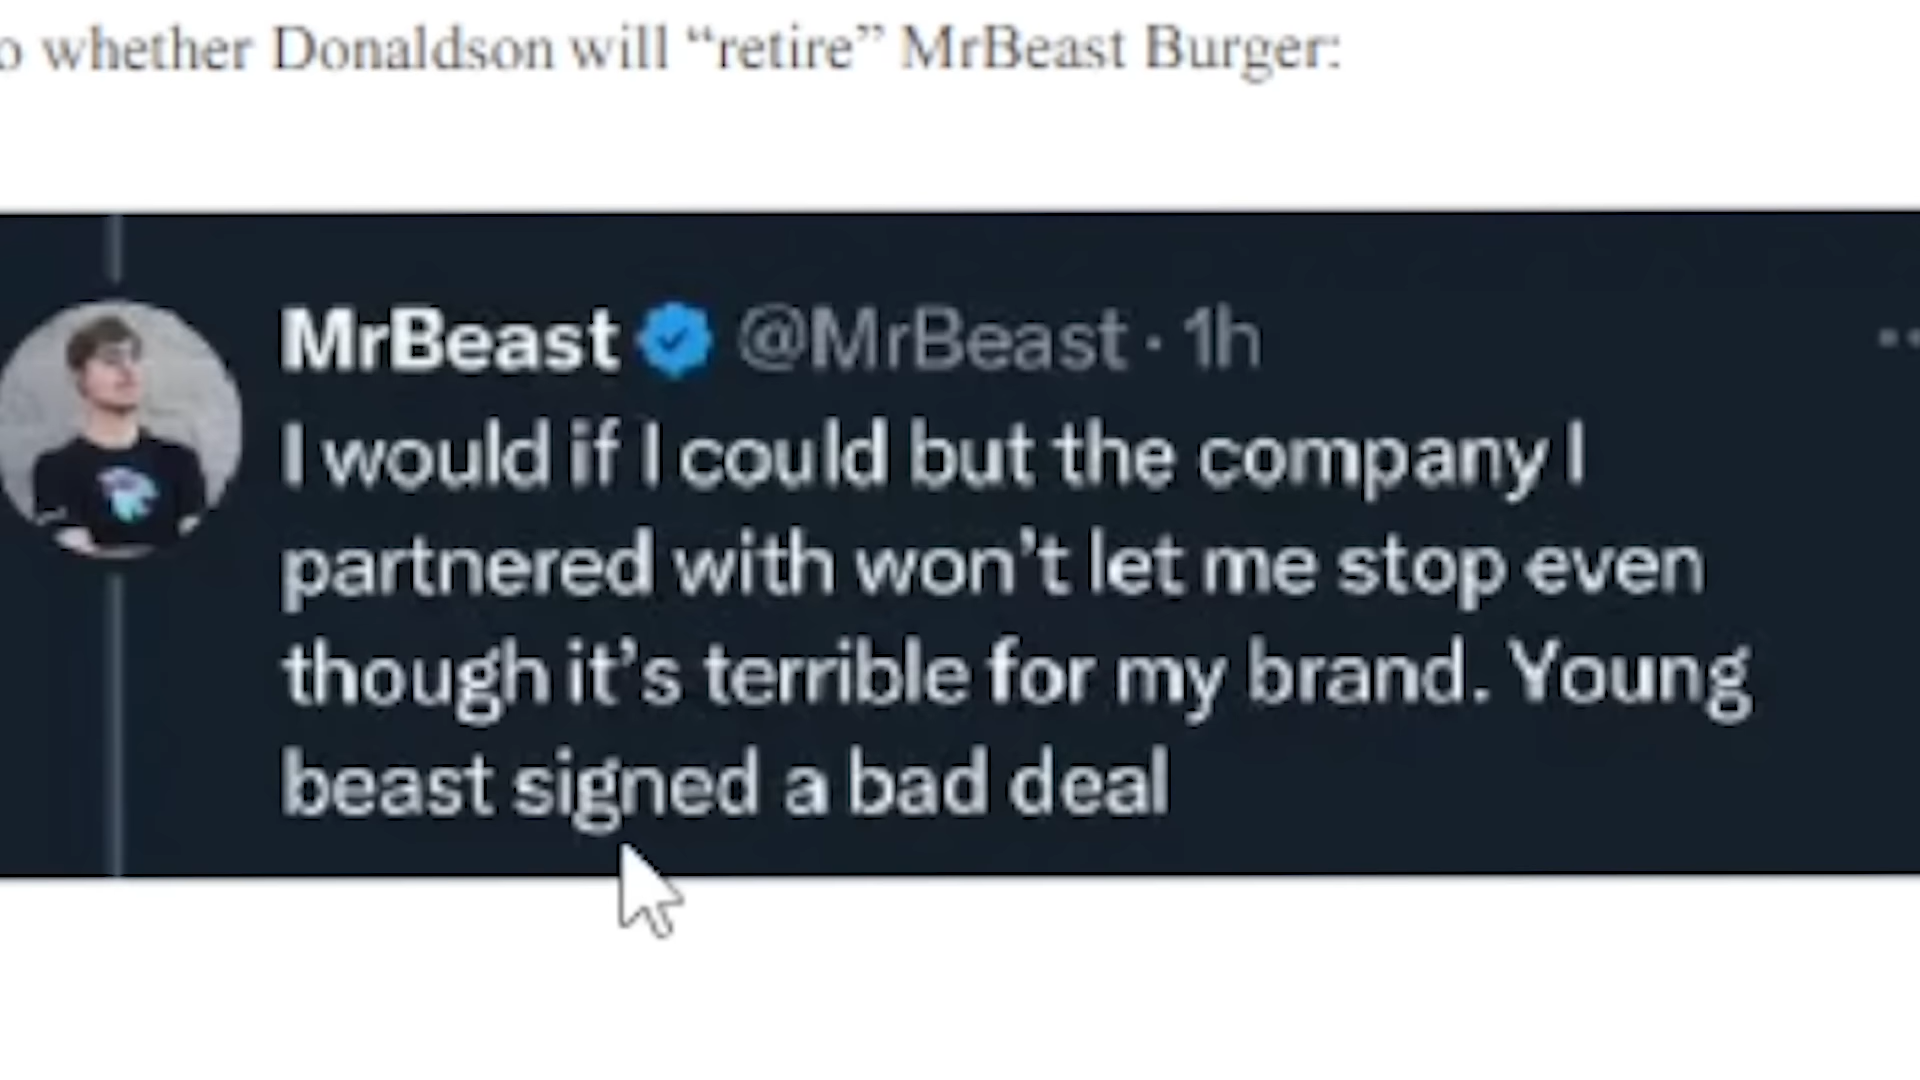 whether Donaldson will “retire” MrBeast Burger:
MrBeast @MrBeast · 1h
I would if I could but the company I
partnered with won’t let me stop even
though it’s terrible for my brand. Young
beast signed a bad deal